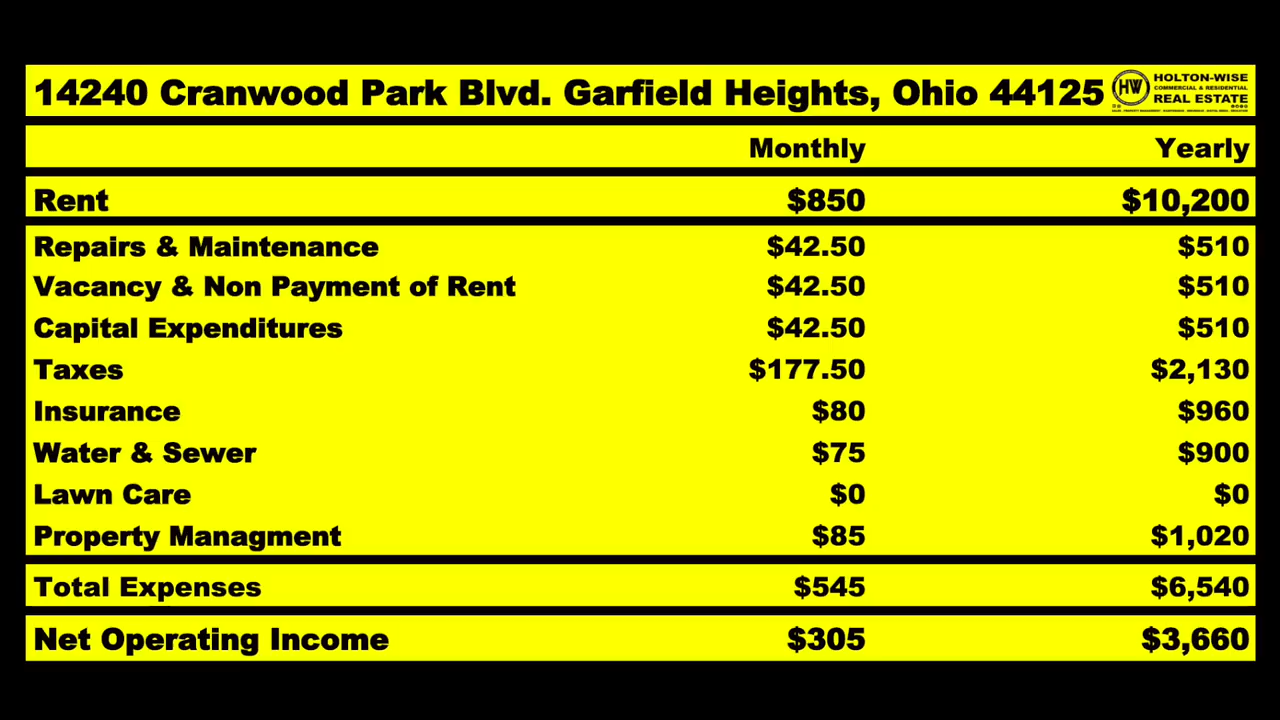 14240 Cranwood Park Blvd. Garfield Heights, Ohio 44125
HW
HOLTON-WISE
COMMERCIAL & RESIDENTIAL
REAL ESTATE
Monthly Yearly
Rent $850 $10,200
Repairs & Maintenance $42.50 $510
Vacancy & Non Payment of Rent $42.50 $510
Capital Expenditures $42.50 $510
Taxes $177.50 $2,130
Insurance $80 $960
Water & Sewer $75 $900
Lawn Care $0 $0
Property Managment $85 $1,020
Total Expenses $545 $6,540
Net Operating Income $305 $3,660